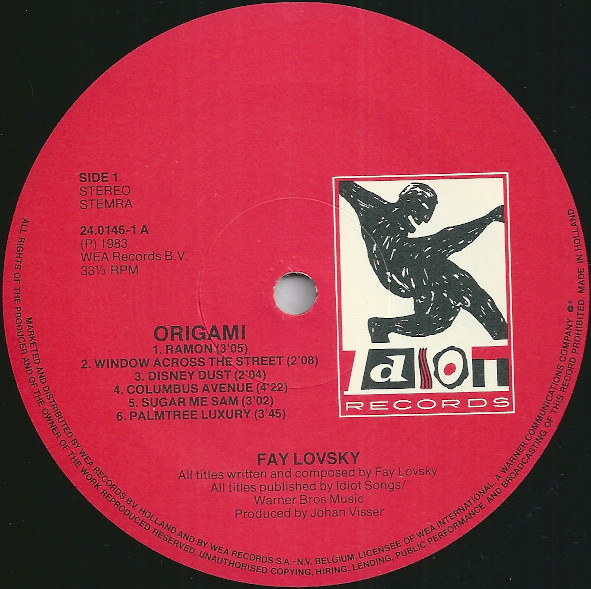 SIDE 1
STEREO
STEMRA
24.0146-1 A
(P) 1983
WEA Records B.V.
33⅓ RPM
ORIGAMI
1. RAMON (3'05)
2. WINDOW ACROSS THE STREET (2'08)
3. DISNEY DUST (2'04)
4. COLUMBUS AVENUE (4'22)
5. SUGAR ME SAM (3'02)
6. PALMTREE LUXURY (3'45)
idiot
RECORDS
FAY LOVSKY
All titles written and composed by Fay Lovsky
All titles published by Idiot Songs/
Warner Bros Music
Produced by Johan Visser
MARKETED AND DISTRIBUTED BY WEA RECORDS B.V. HOLLAND AND BY WEA RECORDS S.A.-N.V. BELGIUM, LICENSEE OF WEA INTERNATIONAL, A WARNER COMMUNICATIONS COMPANY
ALL RIGHTS OF THE PRODUCER AND OF THE OWNER OF THE WORK REPRODUCED RESERVED. UNAUTHORISED COPYING, HIRING, LENDING, PUBLIC PERFORMANCE AND BROADCASTING OF THIS RECORD PROHIBITED. MADE IN HOLLAND